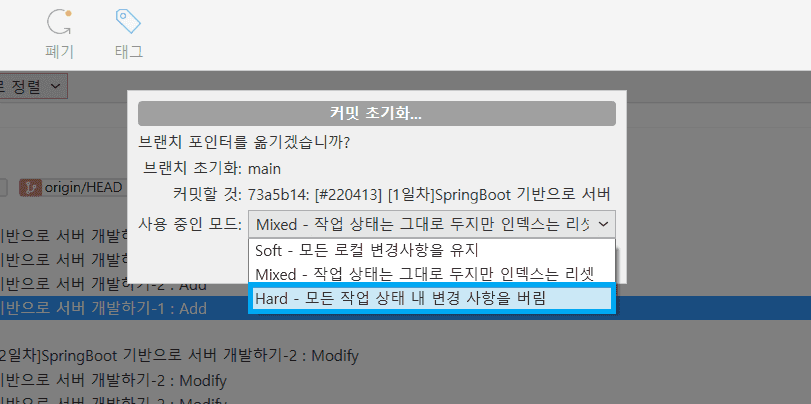 폐기
태그
로 정렬
커밋 초기화...
브랜치 포인터를 옮기겠습니까?
브랜치 초기화: main
커밋할 것: 73a5b14: [#220413] [1일차]SpringBoot 기반으로 서버
사용 중인 모드: Mixed - 작업 상태는 그대로 두지만 인덱스는 리셋
Soft - 모든 로컬 변경사항을 유지
Mixed - 작업 상태는 그대로 두지만 인덱스는 리셋
Hard - 모든 작업 상태 내 변경 사항을 버림
origin/HEAD
기반으로 서버 개발하기
기반으로 서버 개발하기
기반으로 서버 개발하기-2 : Add
기반으로 서버 개발하기-1 : Add
2일차]SpringBoot 기반으로 서버 개발하기-2 : Modify
기반으로 서버 개발하기-2 : Modify
기반으로 서버 개발하기-2 : Modify